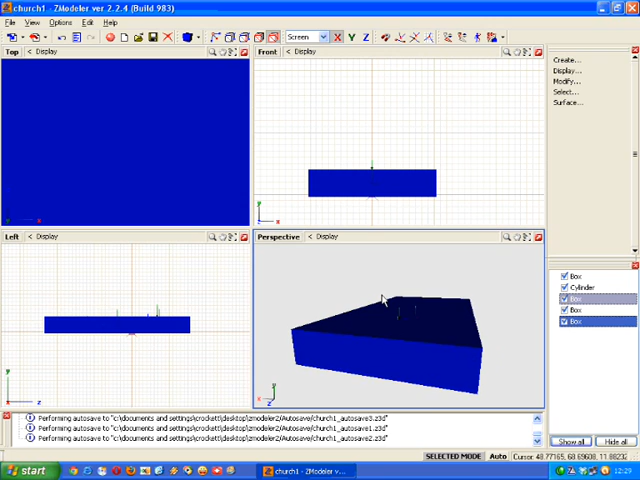 church1 - ZModeler ver 2.2.4 (Build 983)
File View Options Edit Help
Screen X Y Z
Top < Display
Front < Display
Create...
Display...
Modify...
Select...
Surface...
y x
y x
Left < Display
Perspective < Display
Box
Cylinder
Box
Box
Box
y z
y z
Performing autosave to "c:\documents and settings\crockatt\desktop\zmodeler2/Autosave/church1_autosave3.z3d"
Performing autosave to "c:\documents and settings\crockatt\desktop\zmodeler2/Autosave/church1_autosave1.z3d"
Performing autosave to "c:\documents and settings\crockatt\desktop\zmodeler2/Autosave/church1_autosave2.z3d"
Show all Hide all
SELECTED MODE Auto Cursor: 48.77165, 68.69608, 11.88232
start church1 - ZModeler v... 12:29